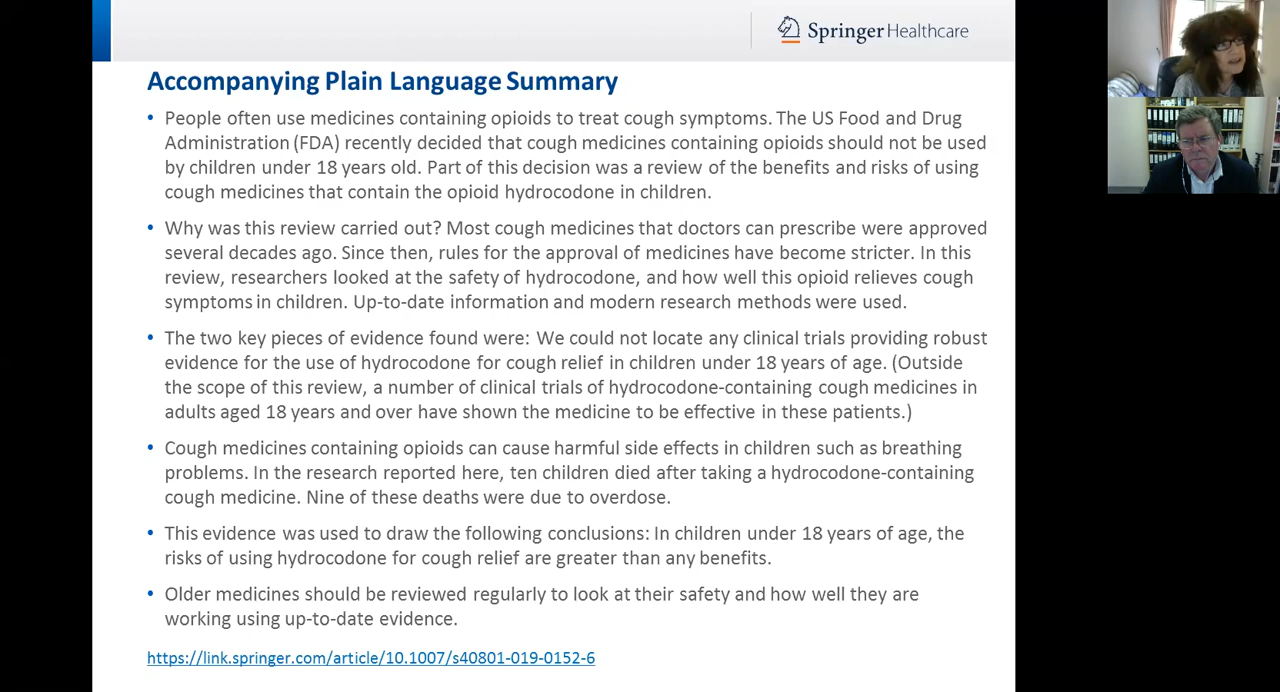 Springer Healthcare
Accompanying Plain Language Summary
• People often use medicines containing opioids to treat cough symptoms. The US Food and Drug
Administration (FDA) recently decided that cough medicines containing opioids should not be used
by children under 18 years old. Part of this decision was a review of the benefits and risks of using
cough medicines that contain the opioid hydrocodone in children.
• Why was this review carried out? Most cough medicines that doctors can prescribe were approved
several decades ago. Since then, rules for the approval of medicines have become stricter. In this
review, researchers looked at the safety of hydrocodone, and how well this opioid relieves cough
symptoms in children. Up-to-date information and modern research methods were used.
• The two key pieces of evidence found were: We could not locate any clinical trials providing robust
evidence for the use of hydrocodone for cough relief in children under 18 years of age. (Outside
the scope of this review, a number of clinical trials of hydrocodone-containing cough medicines in
adults aged 18 years and over have shown the medicine to be effective in these patients.)
• Cough medicines containing opioids can cause harmful side effects in children such as breathing
problems. In the research reported here, ten children died after taking a hydrocodone-containing
cough medicine. Nine of these deaths were due to overdose.
• This evidence was used to draw the following conclusions: In children under 18 years of age, the
risks of using hydrocodone for cough relief are greater than any benefits.
• Older medicines should be reviewed regularly to look at their safety and how well they are
working using up-to-date evidence.
https://link.springer.com/article/10.1007/s40801-019-0152-6